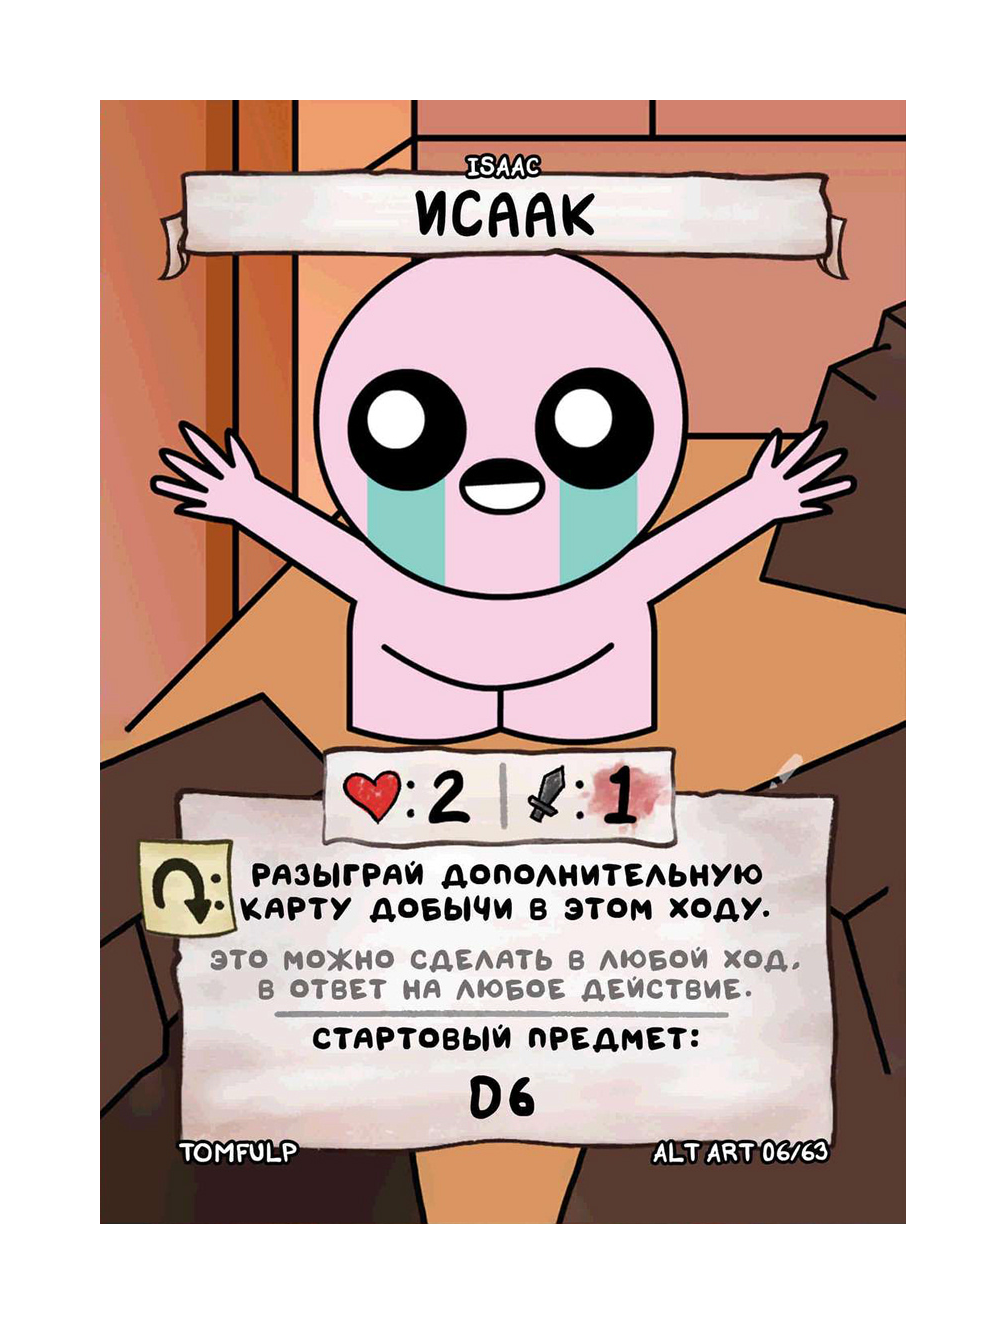 ISAAC
ИСААК
:2 | :1
РАЗЫГРАЙ ДОПОЛНИТЕЛЬНУЮ
КАРТУ ДОБЫЧИ В ЭТОМ ХОДУ.
ЭТО МОЖНО СДЕЛАТЬ В ЛЮБОЙ ХОД,
В ОТВЕТ НА ЛЮБОЕ ДЕЙСТВИЕ.
СТАРТОВЫЙ ПРЕДМЕТ:
D6
TOMFULP
ALT ART 06/63